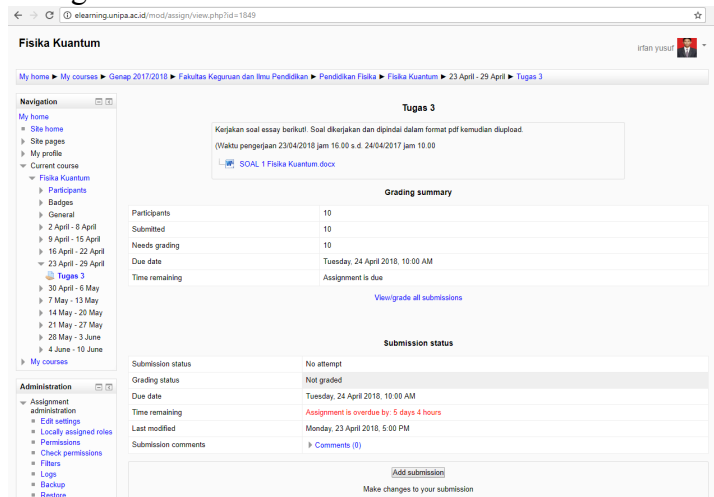 elearning.unipa.ac.id/mod/assign/view.php?id=1849
Fisika Kuantum
irfan yusuf
My home ► My courses ► Genap 2017/2018 ► Fakultas Keguruan dan Ilmu Pendidikan ► Pendidikan Fisika ► Fisika Kuantum ► 23 April - 29 April ► Tugas 3
Navigation
My home
Site home
Site pages
My profile
Current course
Fisika Kuantum
Participants
Badges
General
2 April - 8 April
9 April - 15 April
16 April - 22 April
23 April - 29 April
Tugas 3
30 April - 6 May
7 May - 13 May
14 May - 20 May
21 May - 27 May
28 May - 3 June
4 June - 10 June
My courses
Administration
Assignment
administration
Edit settings
Locally assigned roles
Permissions
Check permissions
Filters
Logs
Backup
Restore
Tugas 3
Kerjakan soal essay berikut!. Soal dikerjakan dan dipindai dalam format pdf kemudian diupload.
(Waktu pengerjaan 23/04/2018 jam 16.00 s.d. 24/04/2017 jam 10.00
SOAL 1 Fisika Kuantum.docx
Grading summary
Participants 10
Submitted 10
Needs grading 10
Due date Tuesday, 24 April 2018, 10:00 AM
Time remaining Assignment is due
View/grade all submissions
Submission status
Submission status No attempt
Grading status Not graded
Due date Tuesday, 24 April 2018, 10:00 AM
Time remaining Assignment is overdue by: 5 days 4 hours
Last modified Monday, 23 April 2018, 5:00 PM
Submission comments Comments (0)
Add submission
Make changes to your submission